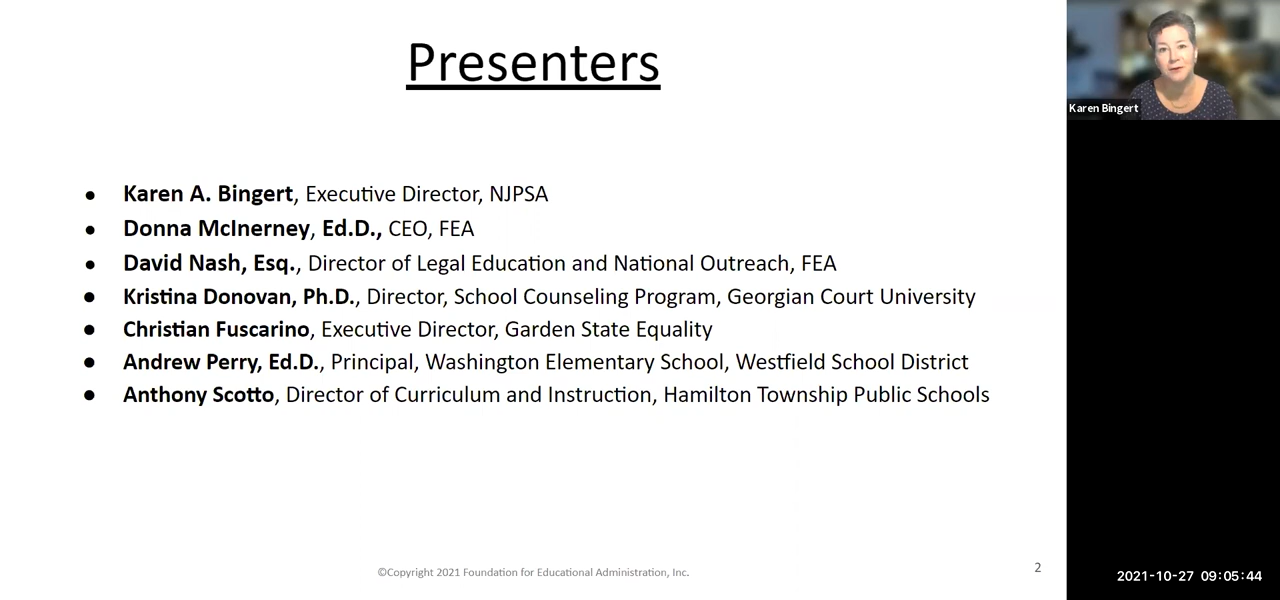 Presenters
Karen Bingert
● Karen A. Bingert, Executive Director, NJPSA
● Donna McInerney, Ed.D., CEO, FEA
● David Nash, Esq., Director of Legal Education and National Outreach, FEA
● Kristina Donovan, Ph.D., Director, School Counseling Program, Georgian Court University
● Christian Fuscarino, Executive Director, Garden State Equality
● Andrew Perry, Ed.D., Principal, Washington Elementary School, Westfield School District
● Anthony Scotto, Director of Curriculum and Instruction, Hamilton Township Public Schools
©Copyright 2021 Foundation for Educational Administration, Inc.
2
2021-10-27 09:05:44